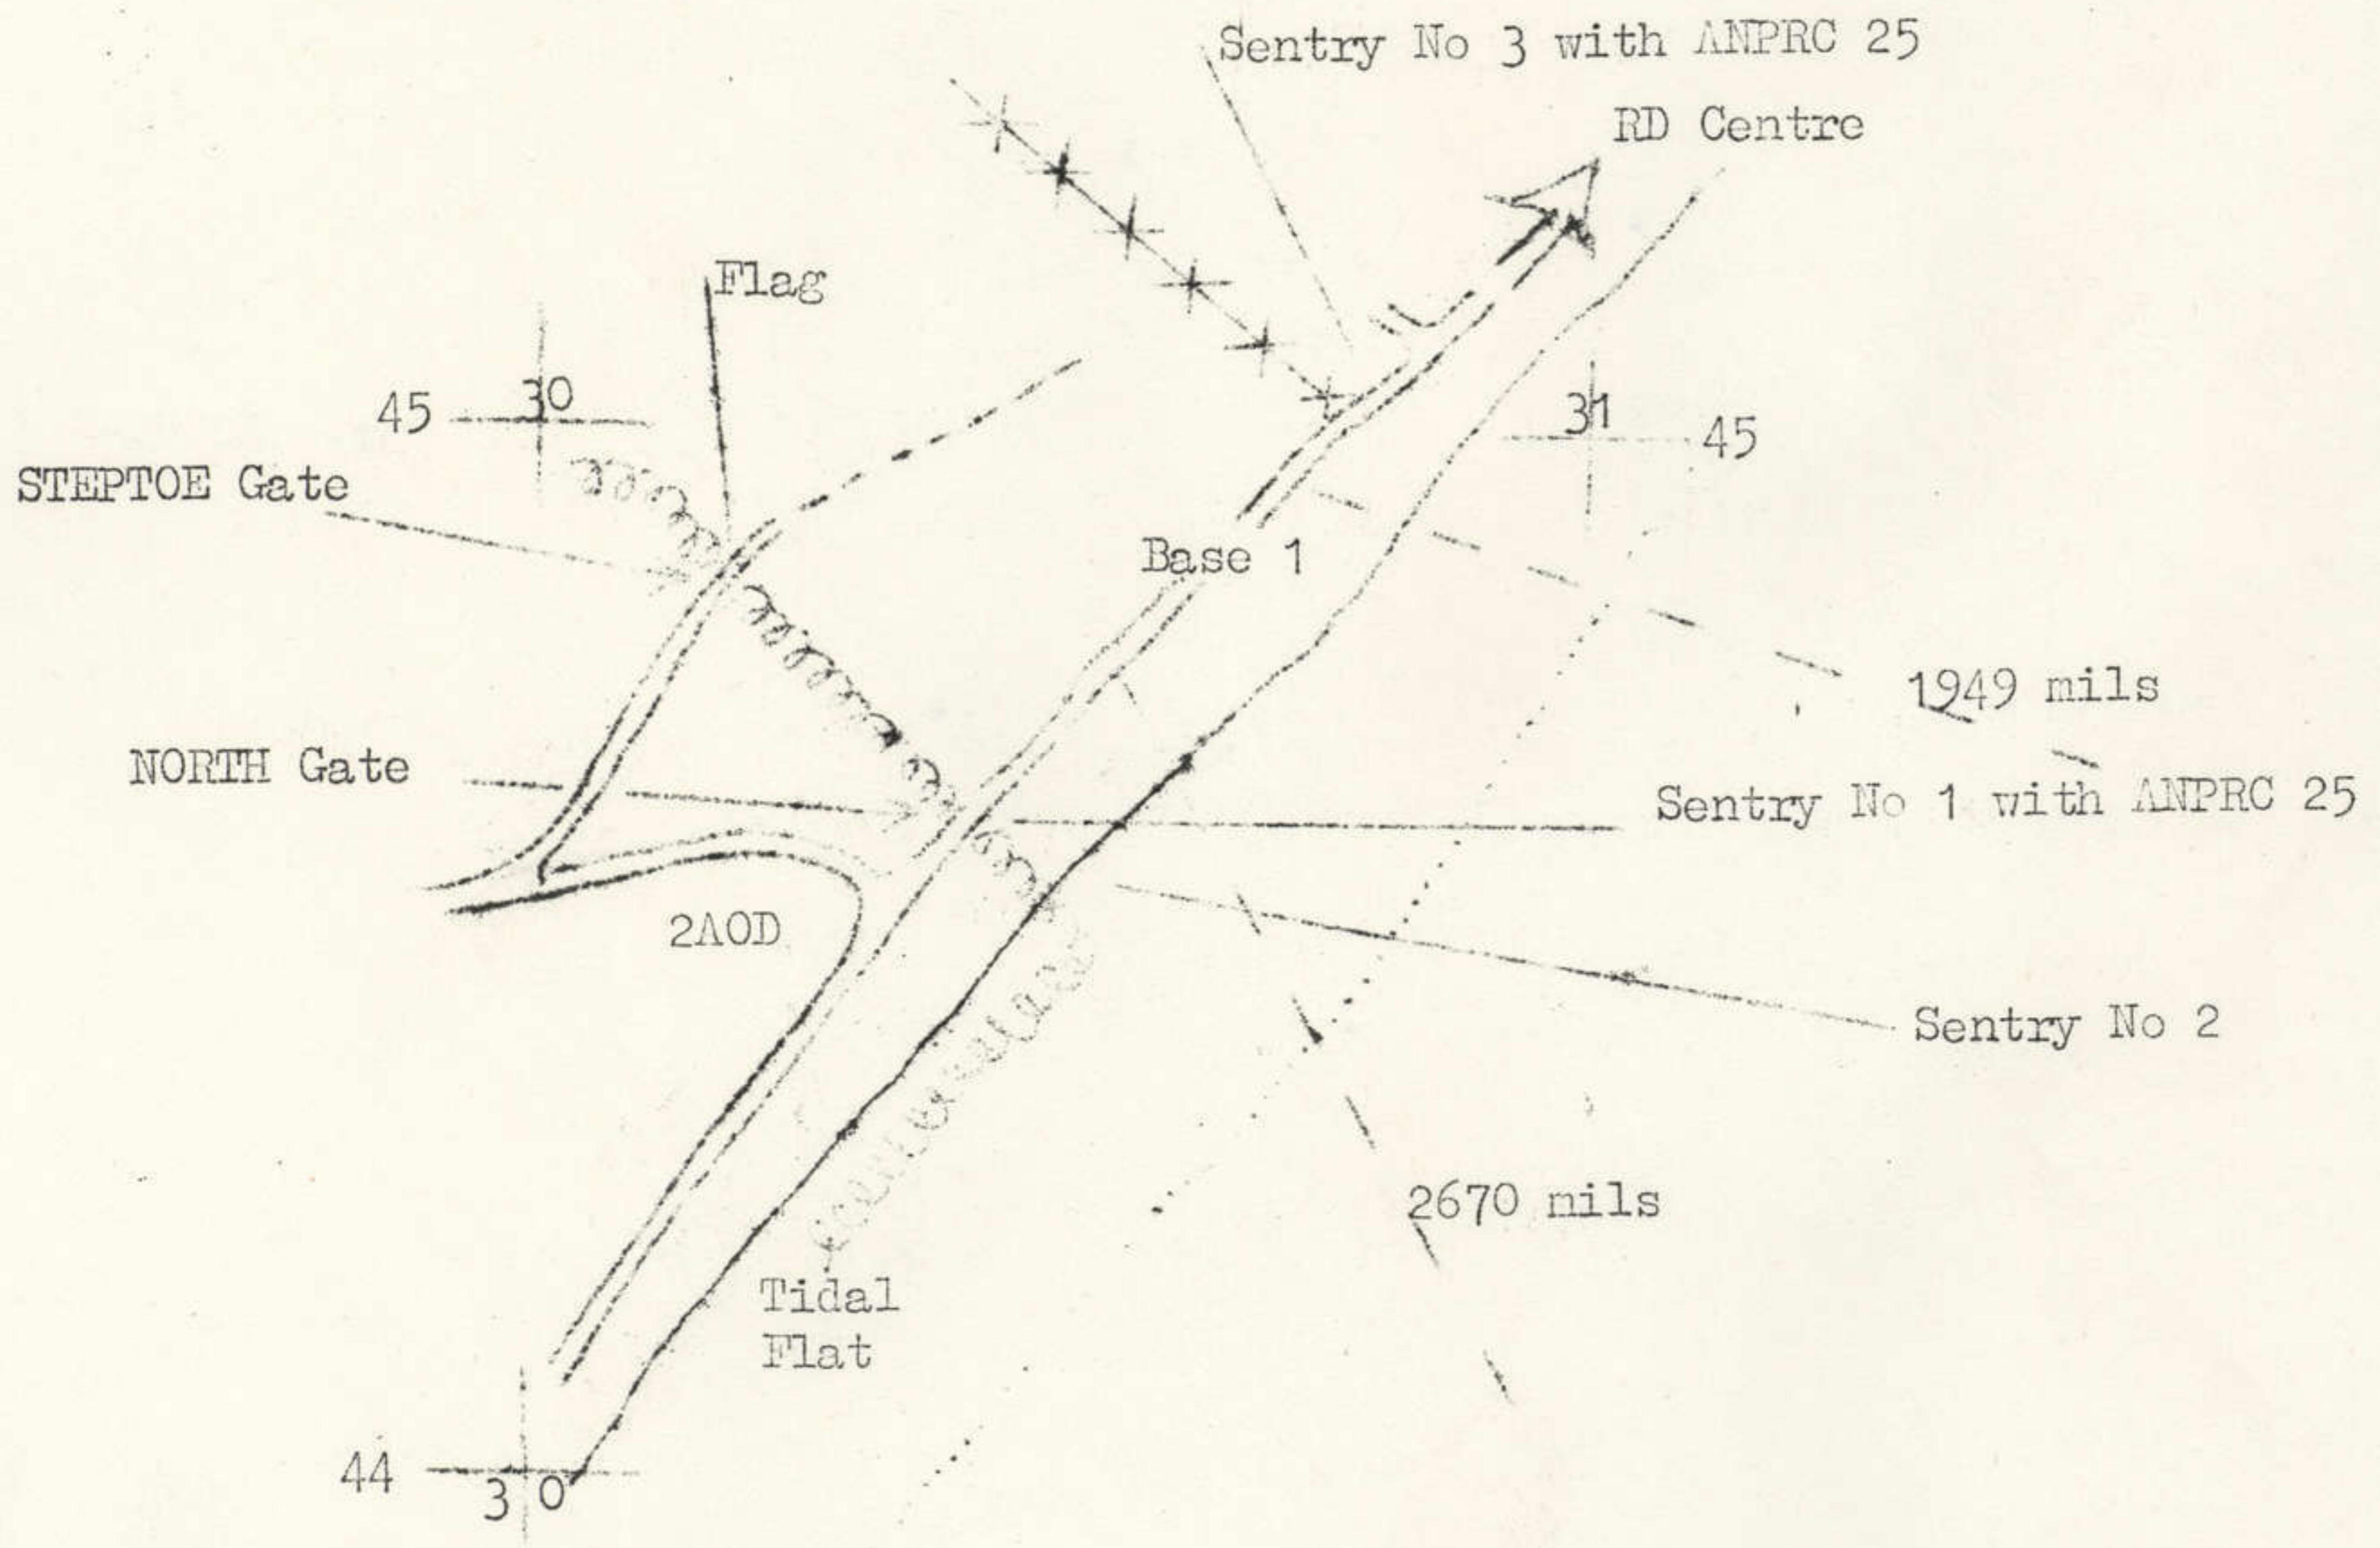 Sentry No 3 with ANPRC 25
RD Centre
Flag
30
45
31
45
STEPTOE Gate
Base 1
1949 mils
NORTH Gate
Sentry No 1 with ANPRC 25
2AOD
Sentry No 2
2670 mils
Tidal
Flat
44
30